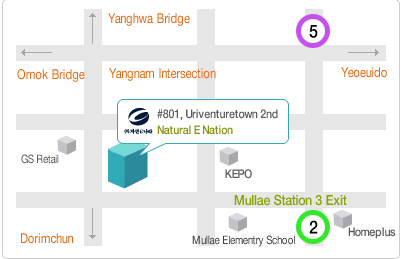 Yanghwa Bridge
5
Omok Bridge
Yangnam Intersection
Yeoeuido
#801, Uriventuretown 2nd
Natural E Nation
GS Retail
KEPO
Mullae Station 3 Exit
2
Homeplus
Dorimchun
Mullae Elementry School